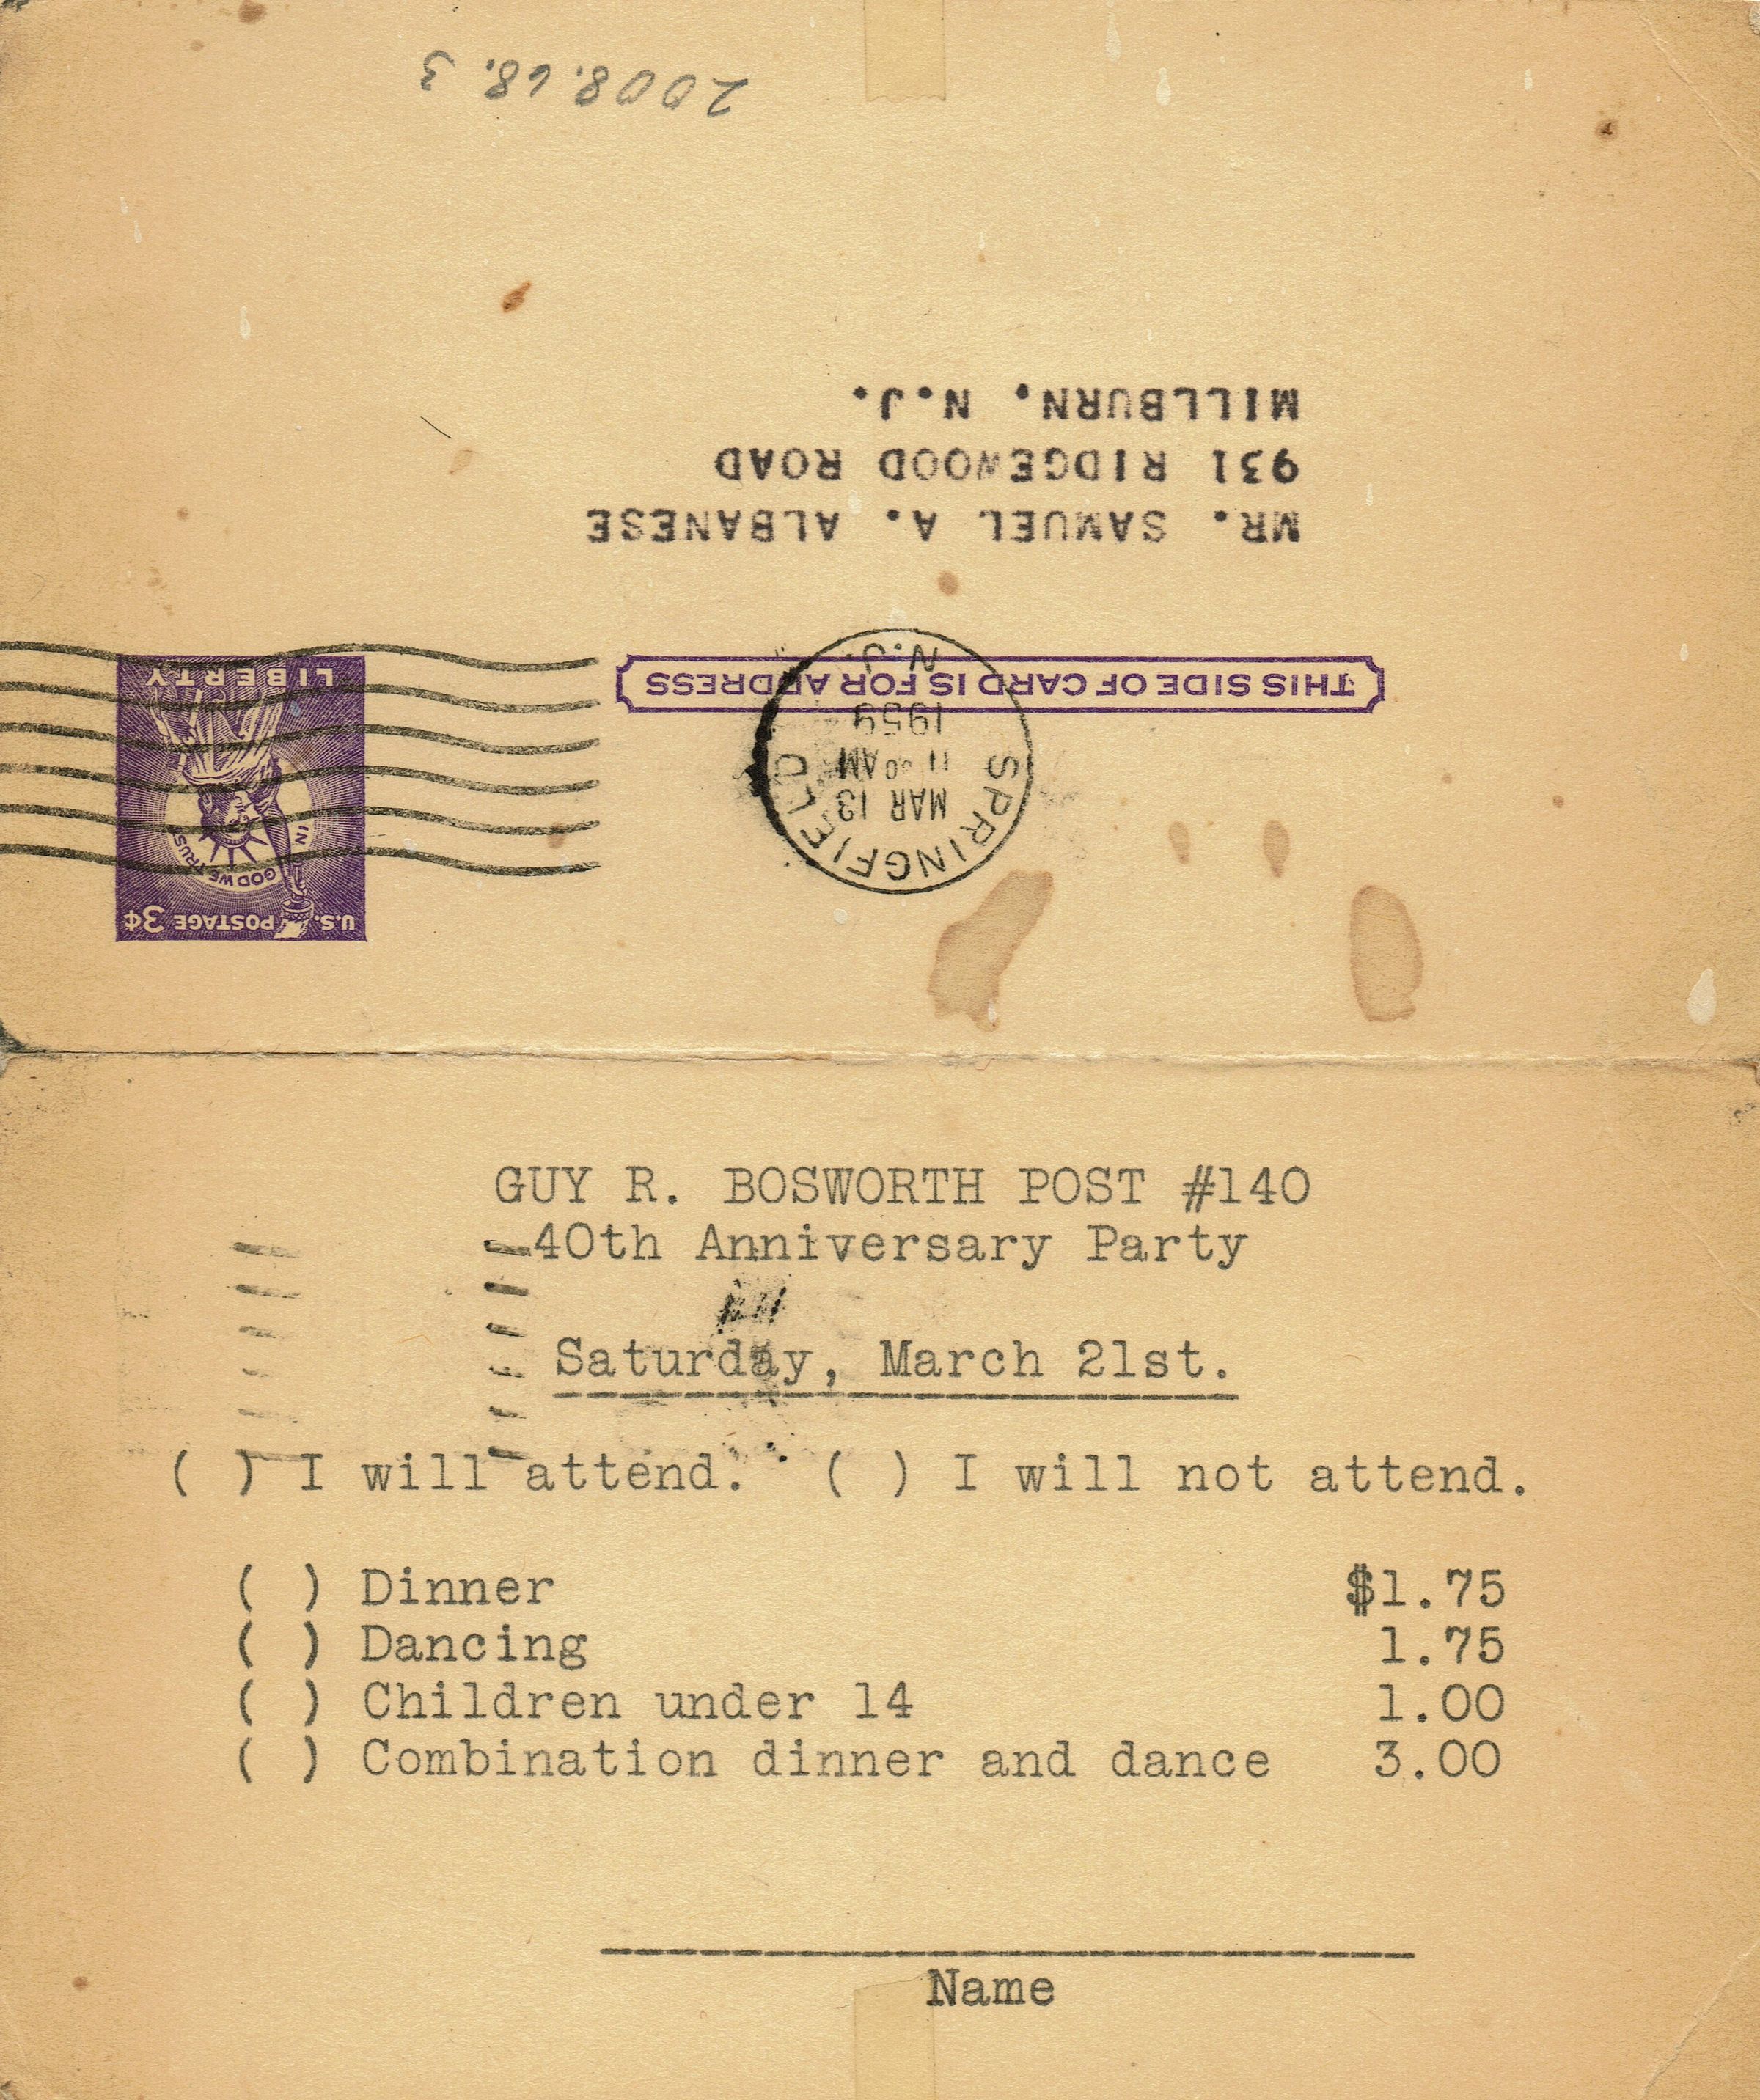 2008.68.3
U.S. POSTAGE 3¢
IN GOD WE TRUST
LIBERTY
SPRINGFIELD
MAR 13
11 30 AM
1959
N.J.
THIS SIDE OF CARD IS FOR ADDRESS
MR. SAMUEL A. ALBANESE
931 RIDGEWOOD ROAD
MILLBURN, N.J.
GUY R. BOSWORTH POST #140
40th Anniversary Party
Saturday, March 21st.
( ) I will attend. ( ) I will not attend.
( ) Dinner $1.75
( ) Dancing 1.75
( ) Children under 14 1.00
( ) Combination dinner and dance 3.00
Name